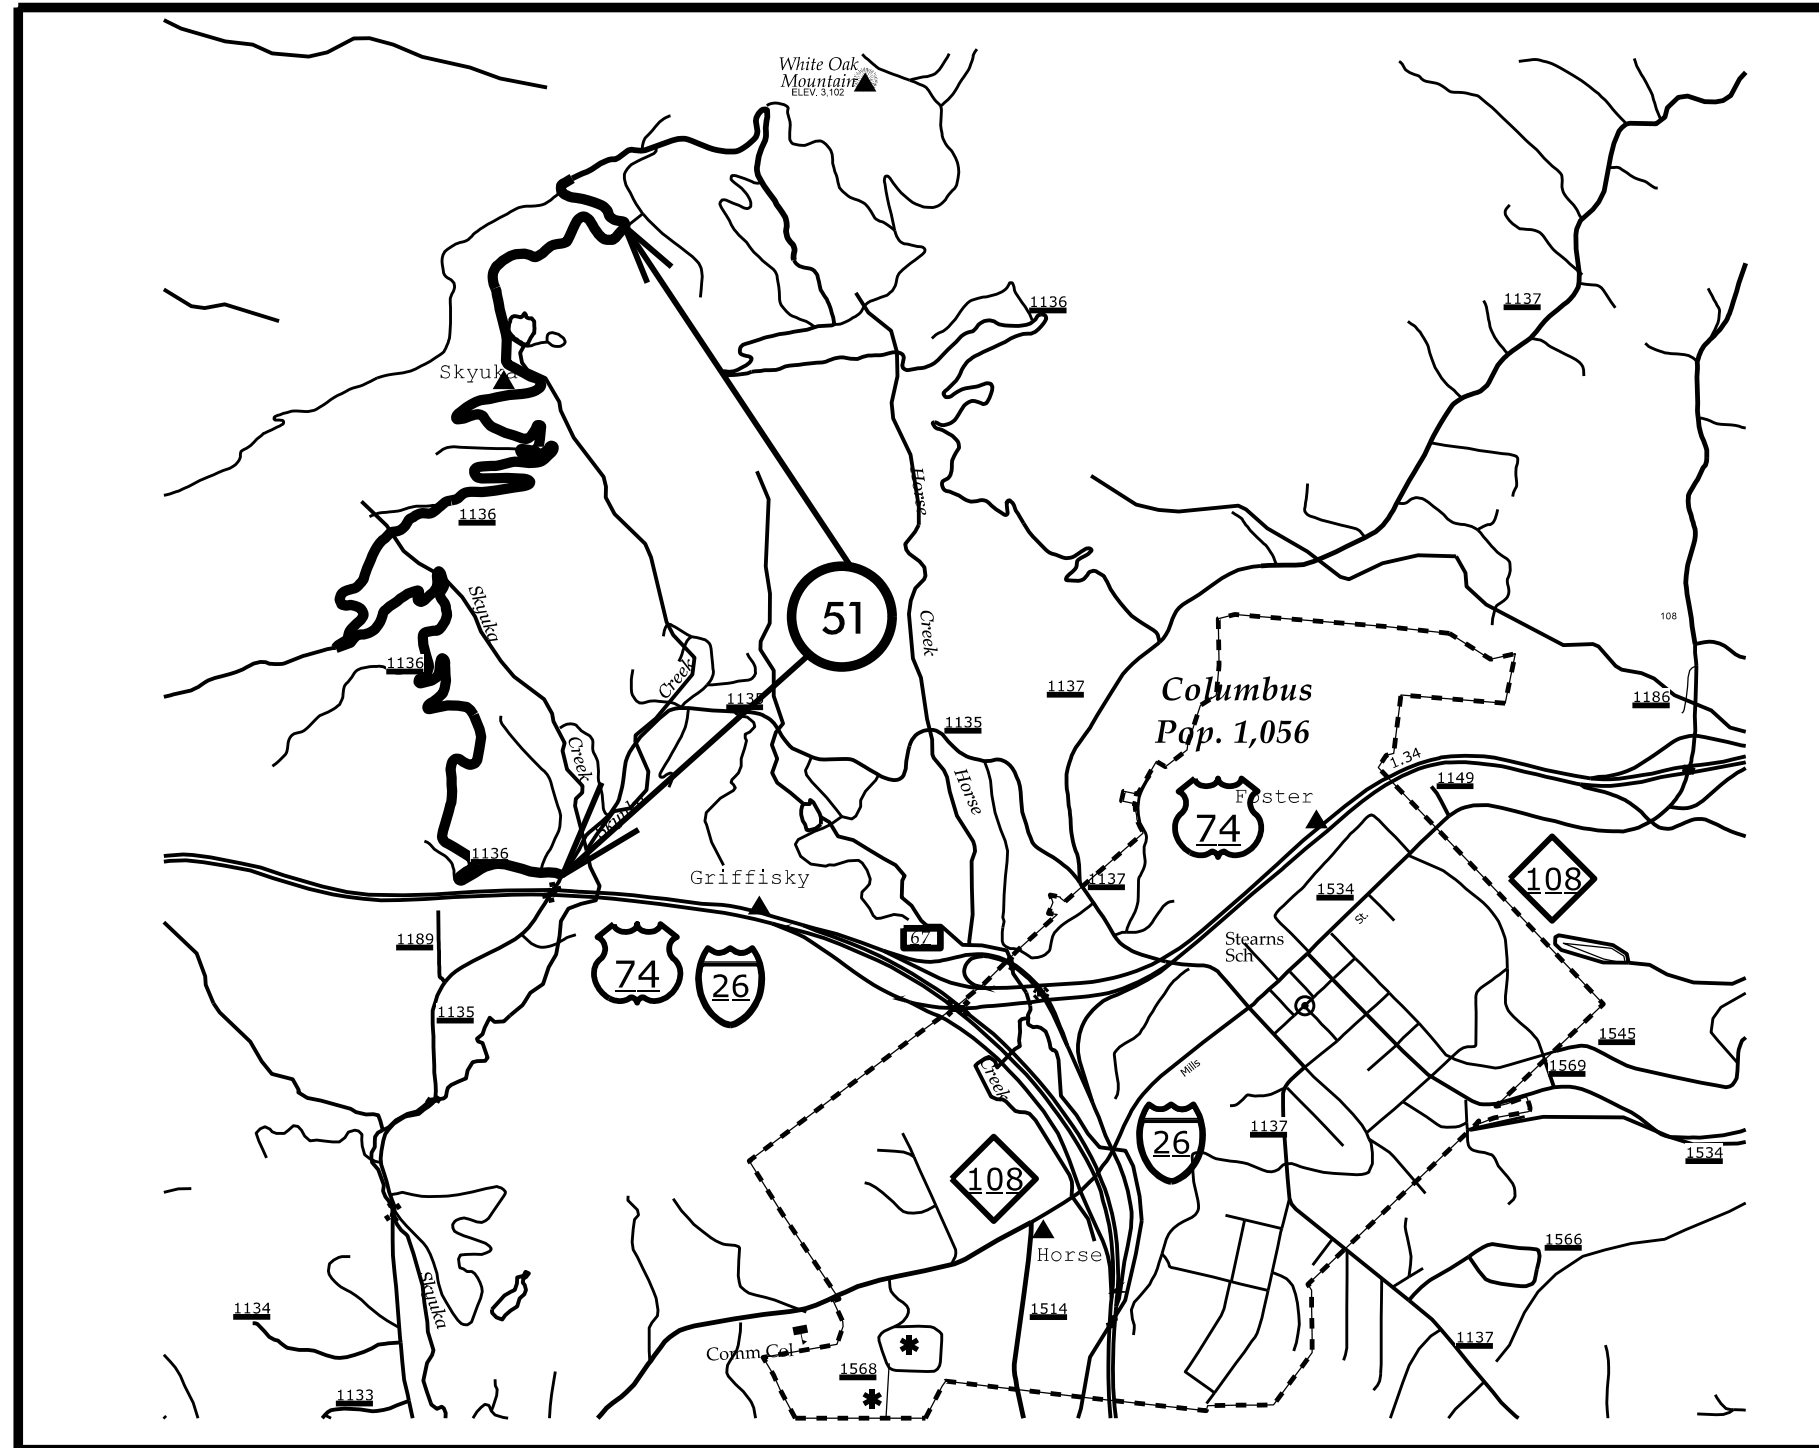 White Oak
Mountain
ELEV. 3,102
1136
1137
Skyuka
Horse
1136
51
Skyuka
Creek
108
1136
Creek
1135
1137
Columbus
Pop. 1,056
1186
1135
Creek
Horse
1.34
1149
Skyuka
74
Foster
1136
Griffisky
1137
1534
108
St.
67
1189
Stearns
Sch
74
26
1135
1545
Mills
1569
Creek
26
1137
1534
108
Horse
1566
Skyuka
1134
1514
1137
Comm Col
1568
1133